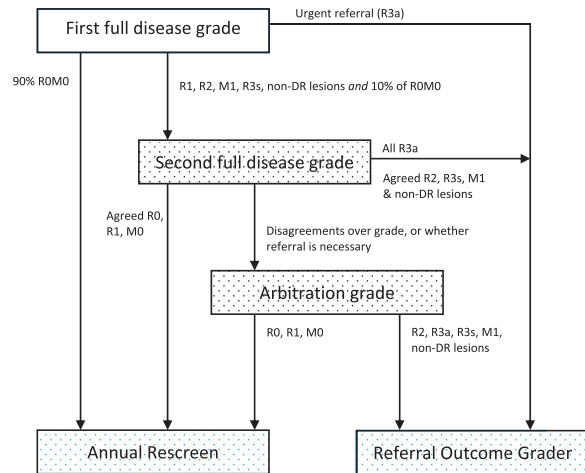 Urgent referral (R3a)
First full disease grade
90% R0M0
R1, R2, M1, R3s, non-DR lesions and 10% of R0M0
All R3a
Second full disease grade
Agreed R2, R3s, M1
& non-DR lesions
Agreed R0,
R1, M0
Disagreements over grade, or whether
referral is necessary
Arbitration grade
R0, R1, M0
R2, R3a, R3s, M1,
non-DR lesions
Annual Rescreen
Referral Outcome Grader